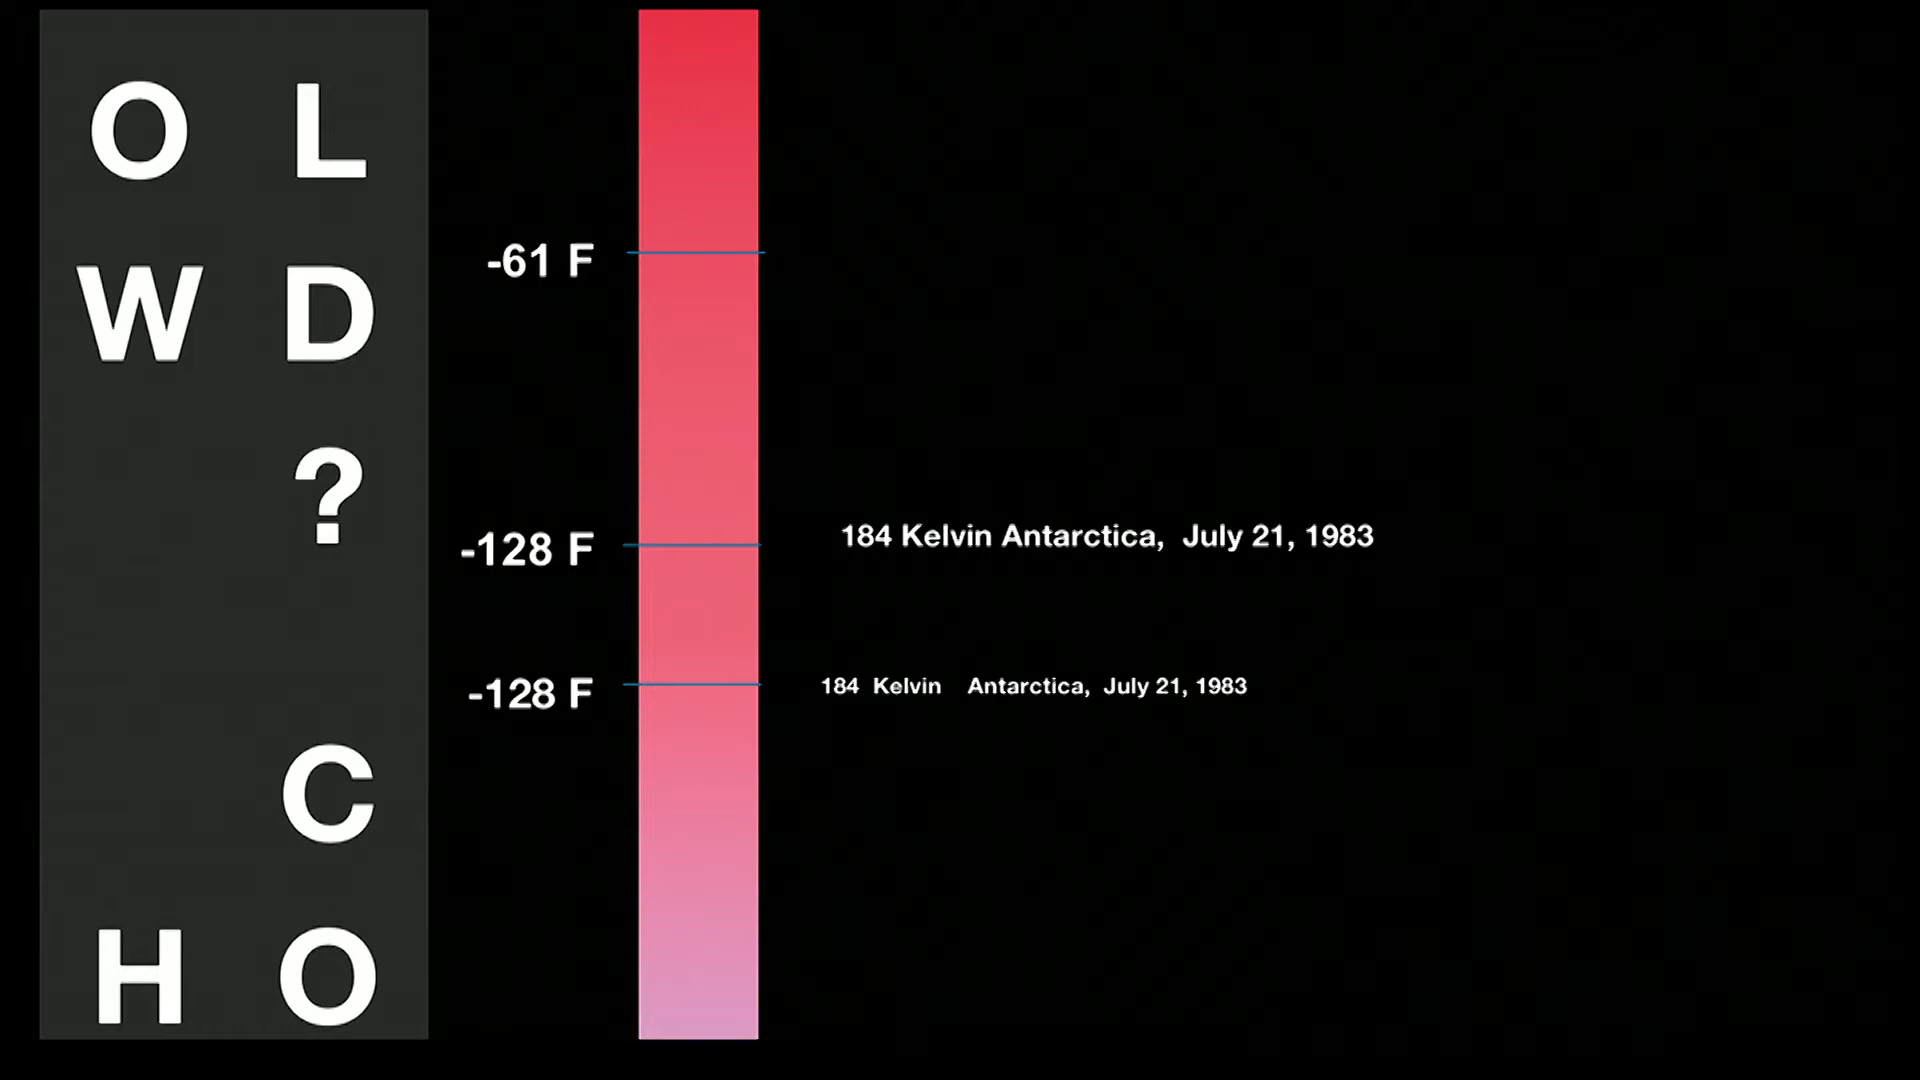 O L
W D
?
C
H O
-61 F
-128 F 184 Kelvin Antarctica, July 21, 1983
-128 F 184 Kelvin Antarctica, July 21, 1983